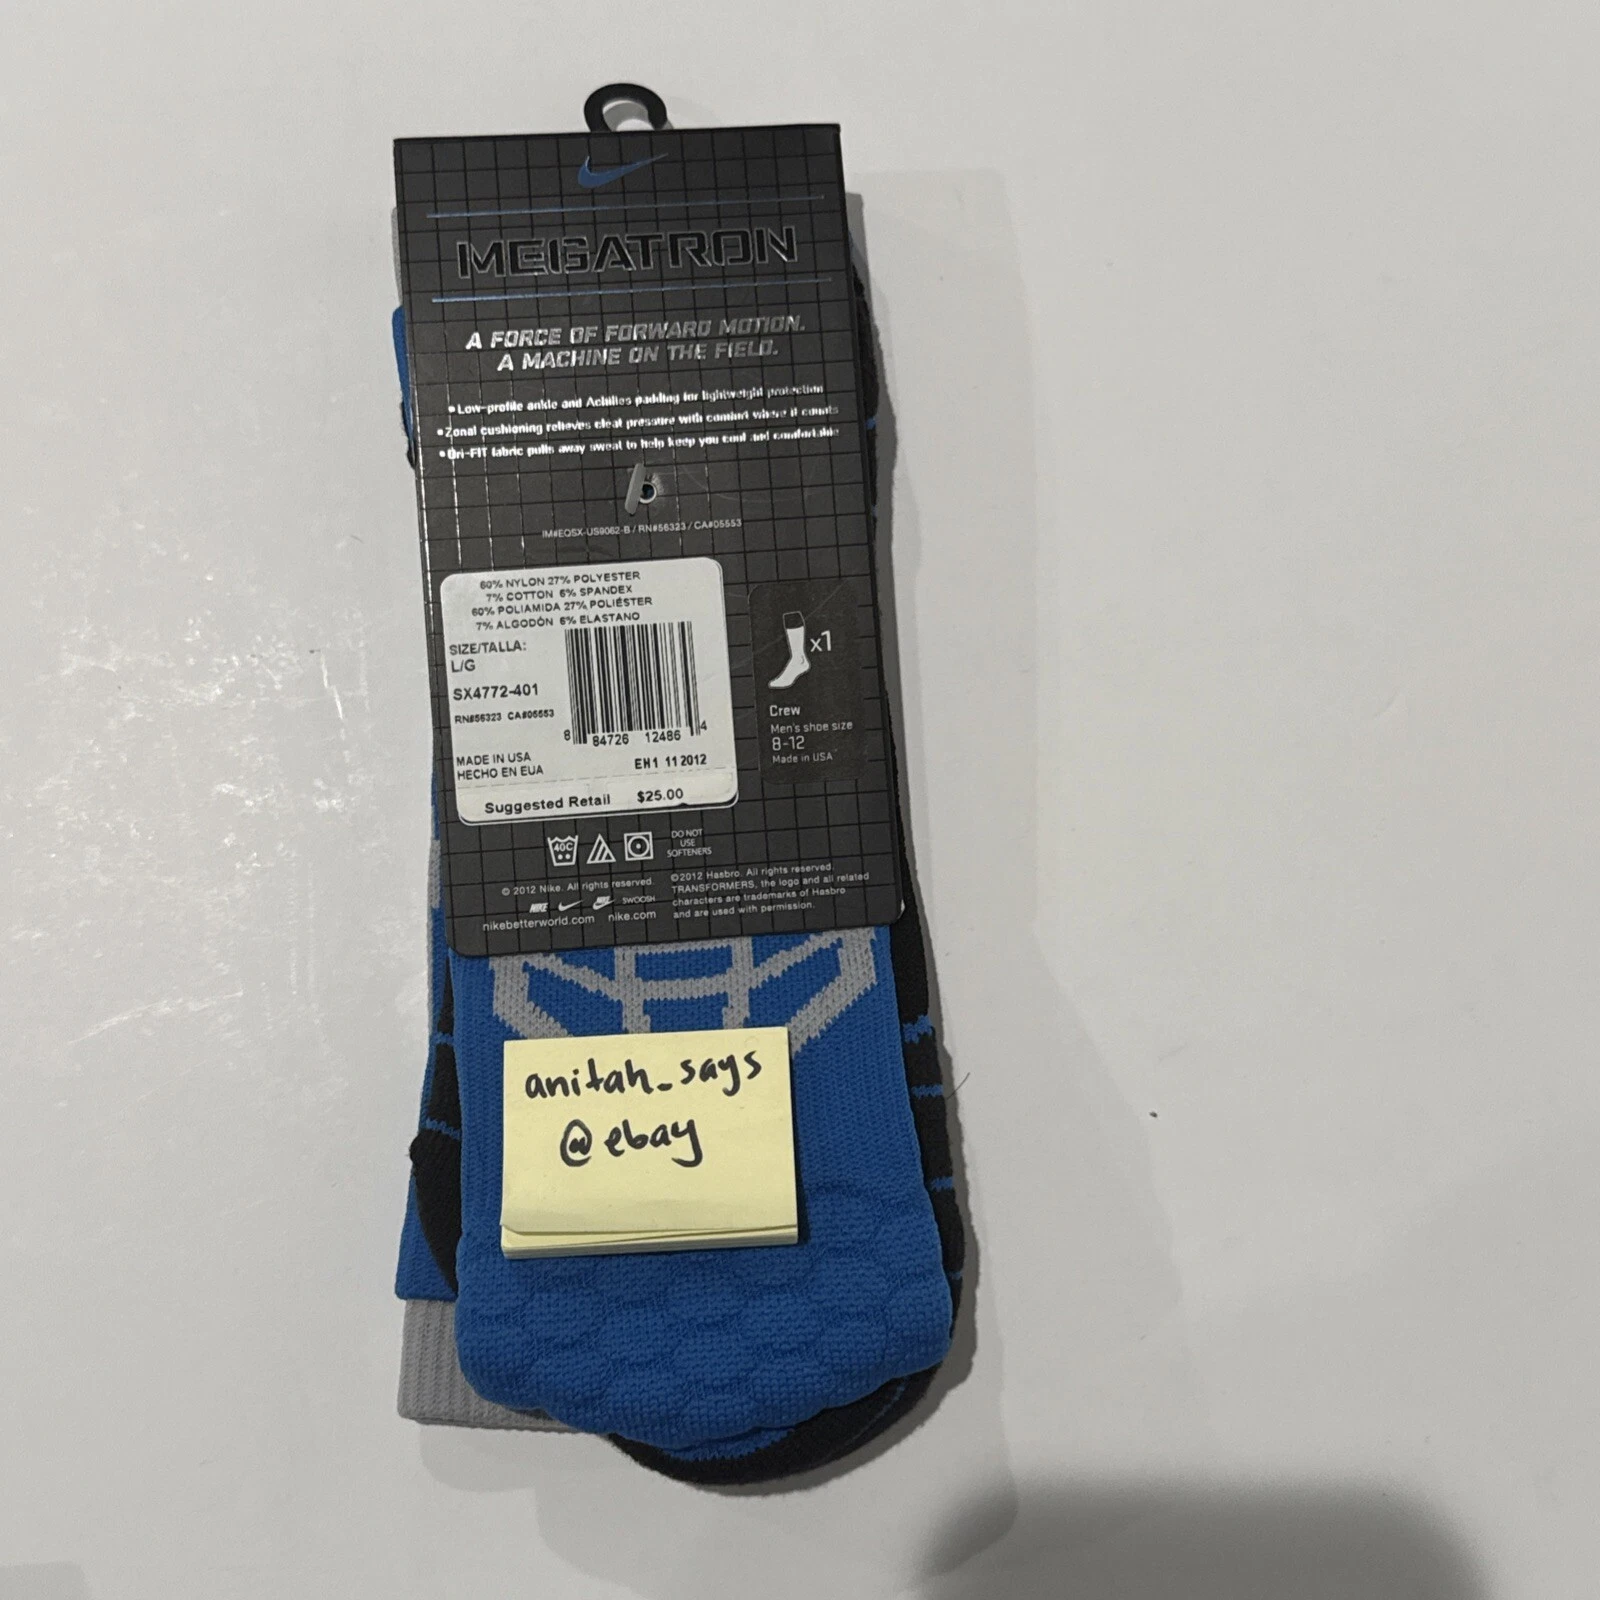 MEGATRON
A FORCE OF FORWARD MOTION.
A MACHINE ON THE FIELD.
• Low-profile ankle and Achilles padding for lightweight protection
• Zonal cushioning relieves cleat pressure with comfort where it counts
• Dri-FIT fabric pulls away sweat to help keep you cool and comfortable
IM#EQSX-US9062-B / RN#56323 / CA#05553
60% NYLON 27% POLYESTER
7% COTTON 6% SPANDEX
60% POLIAMIDA 27% POLIÉSTER
7% ALGODÓN 6% ELASTANO
SIZE/TALLA:
L/G
SX4772-401
RN#56323 CA#05553
8 84726 12486 4
MADE IN USA
HECHO EN EUA
EH1 11 2012
Suggested Retail $25.00
x1
Crew
Men's shoe size
8-12
Made in USA
40C
DO NOT
USE
SOFTENERS
© 2012 Nike. All rights reserved.
NIKE NIKE SWOOSH
nikebetterworld.com nike.com
©2012 Hasbro. All rights reserved.
TRANSFORMERS, the logo and all related
characters are trademarks of Hasbro
and are used with permission.
anitah_says
@ebay